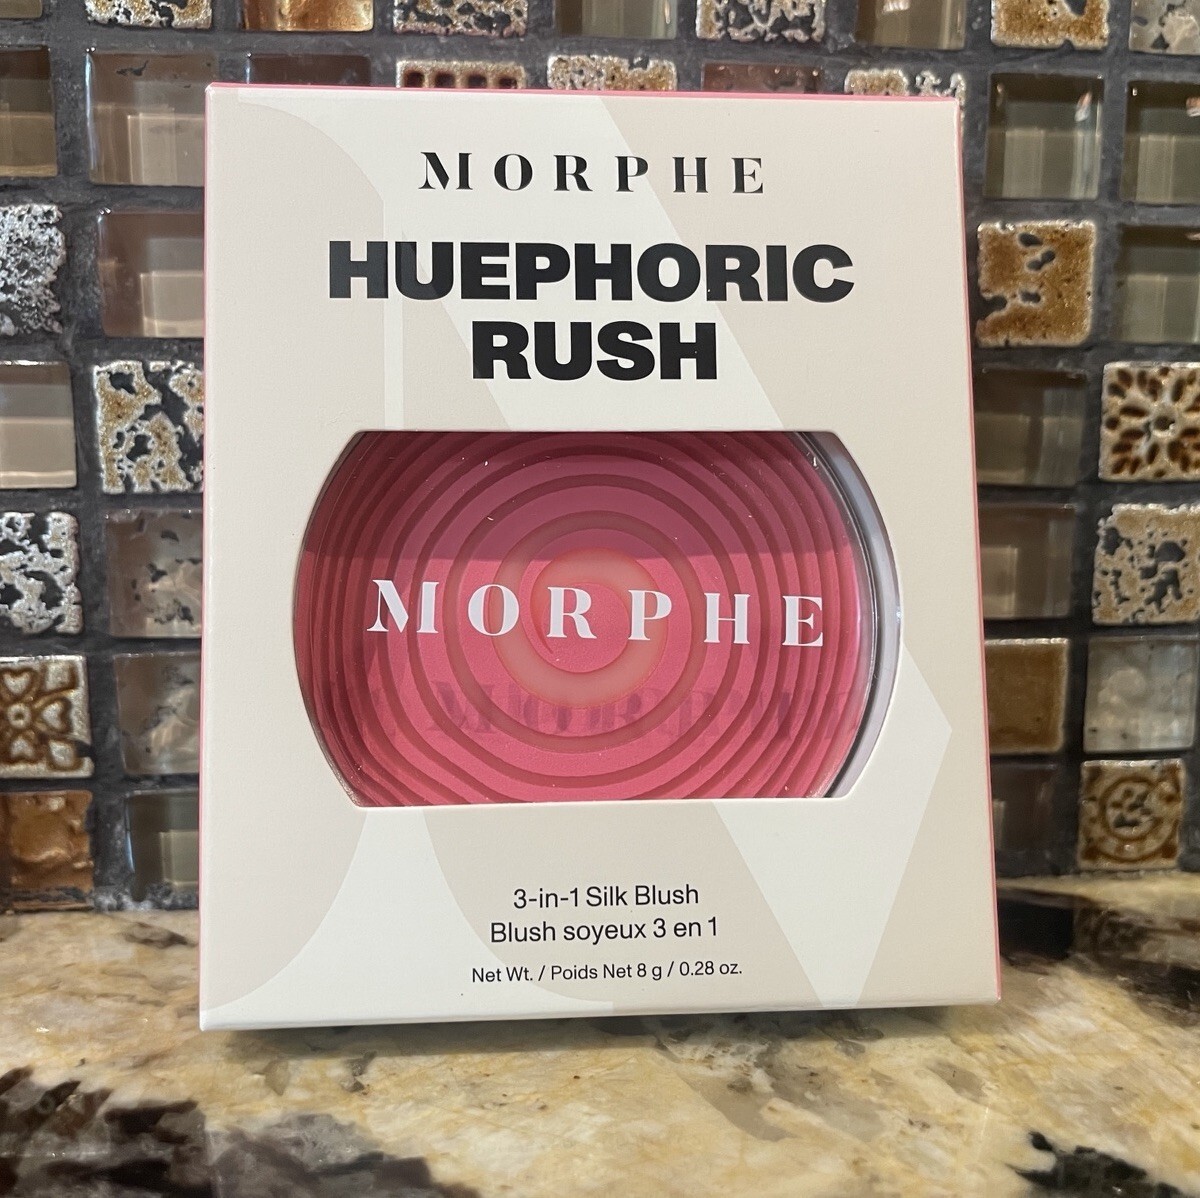 MORPHE
HUEPHORIC
RUSH
MORPHE
3-in-1 Silk Blush
Blush soyeux 3 en 1
Net Wt. / Poids Net 8 g / 0.28 oz.